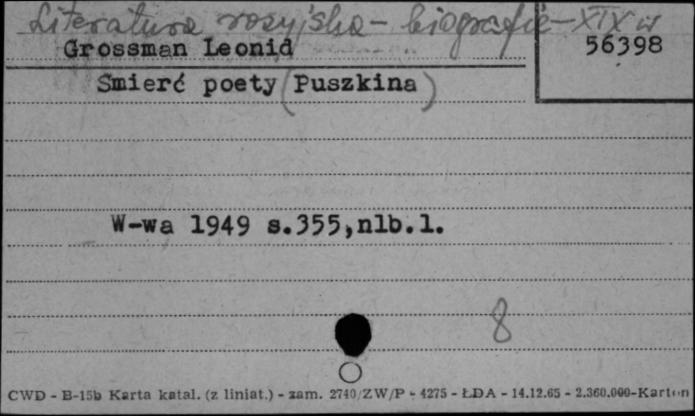 Literatura rosyjska - biografie - XIX w
Grossman Leonid
56398
Smierć poety (Puszkina)
W-wa 1949 s.355,nlb.1.
8
CWD - B-15b Karta katal. (z liniat.) - zam. 2740/ZW/P - 4275 - ŁDA - 14.12.65 - 2.360.000-Karton